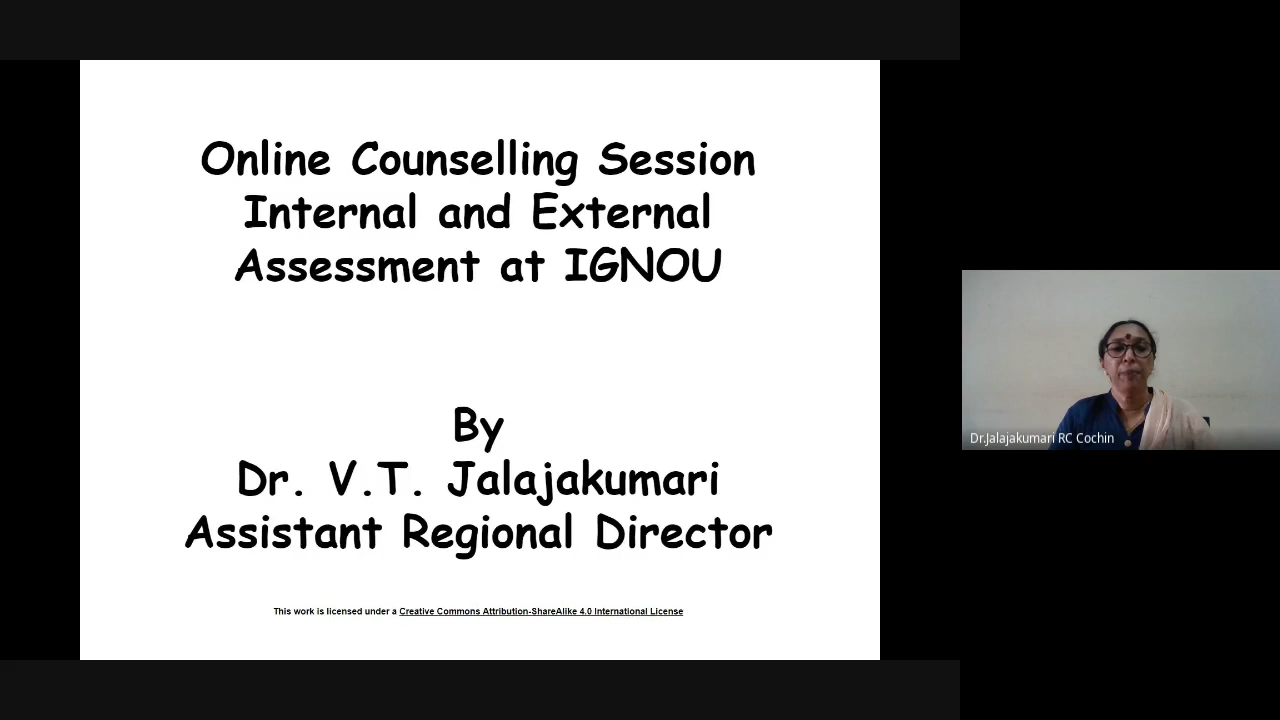 Online Counselling Session
Internal and External
Assessment at IGNOU
By
Dr. V.T. Jalajakumari
Assistant Regional Director
This work is licensed under a Creative Commons Attribution-ShareAlike 4.0 International License
Dr.Jalajakumari RC Cochin